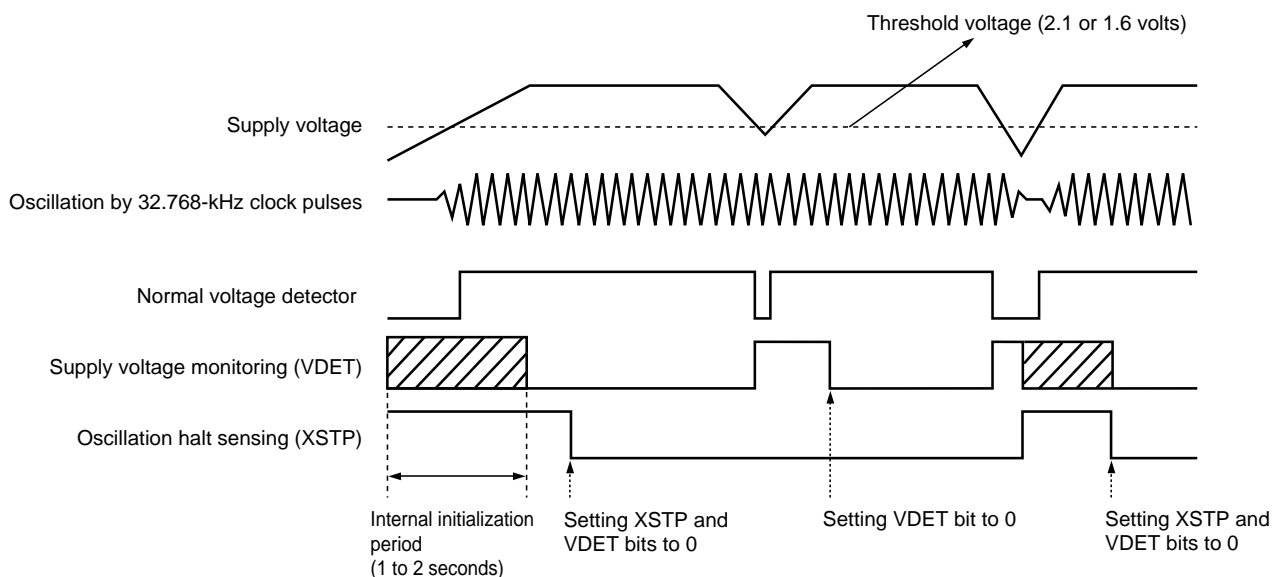 Threshold voltage (2.1 or 1.6 volts)
Supply voltage
Oscillation by 32.768-kHz clock pulses
Normal voltage detector
Supply voltage monitoring (VDET)
Oscillation halt sensing (XSTP)
Internal initialization
period
(1 to 2 seconds)
Setting XSTP and
VDET bits to 0
Setting VDET bit to 0
Setting XSTP and
VDET bits to 0